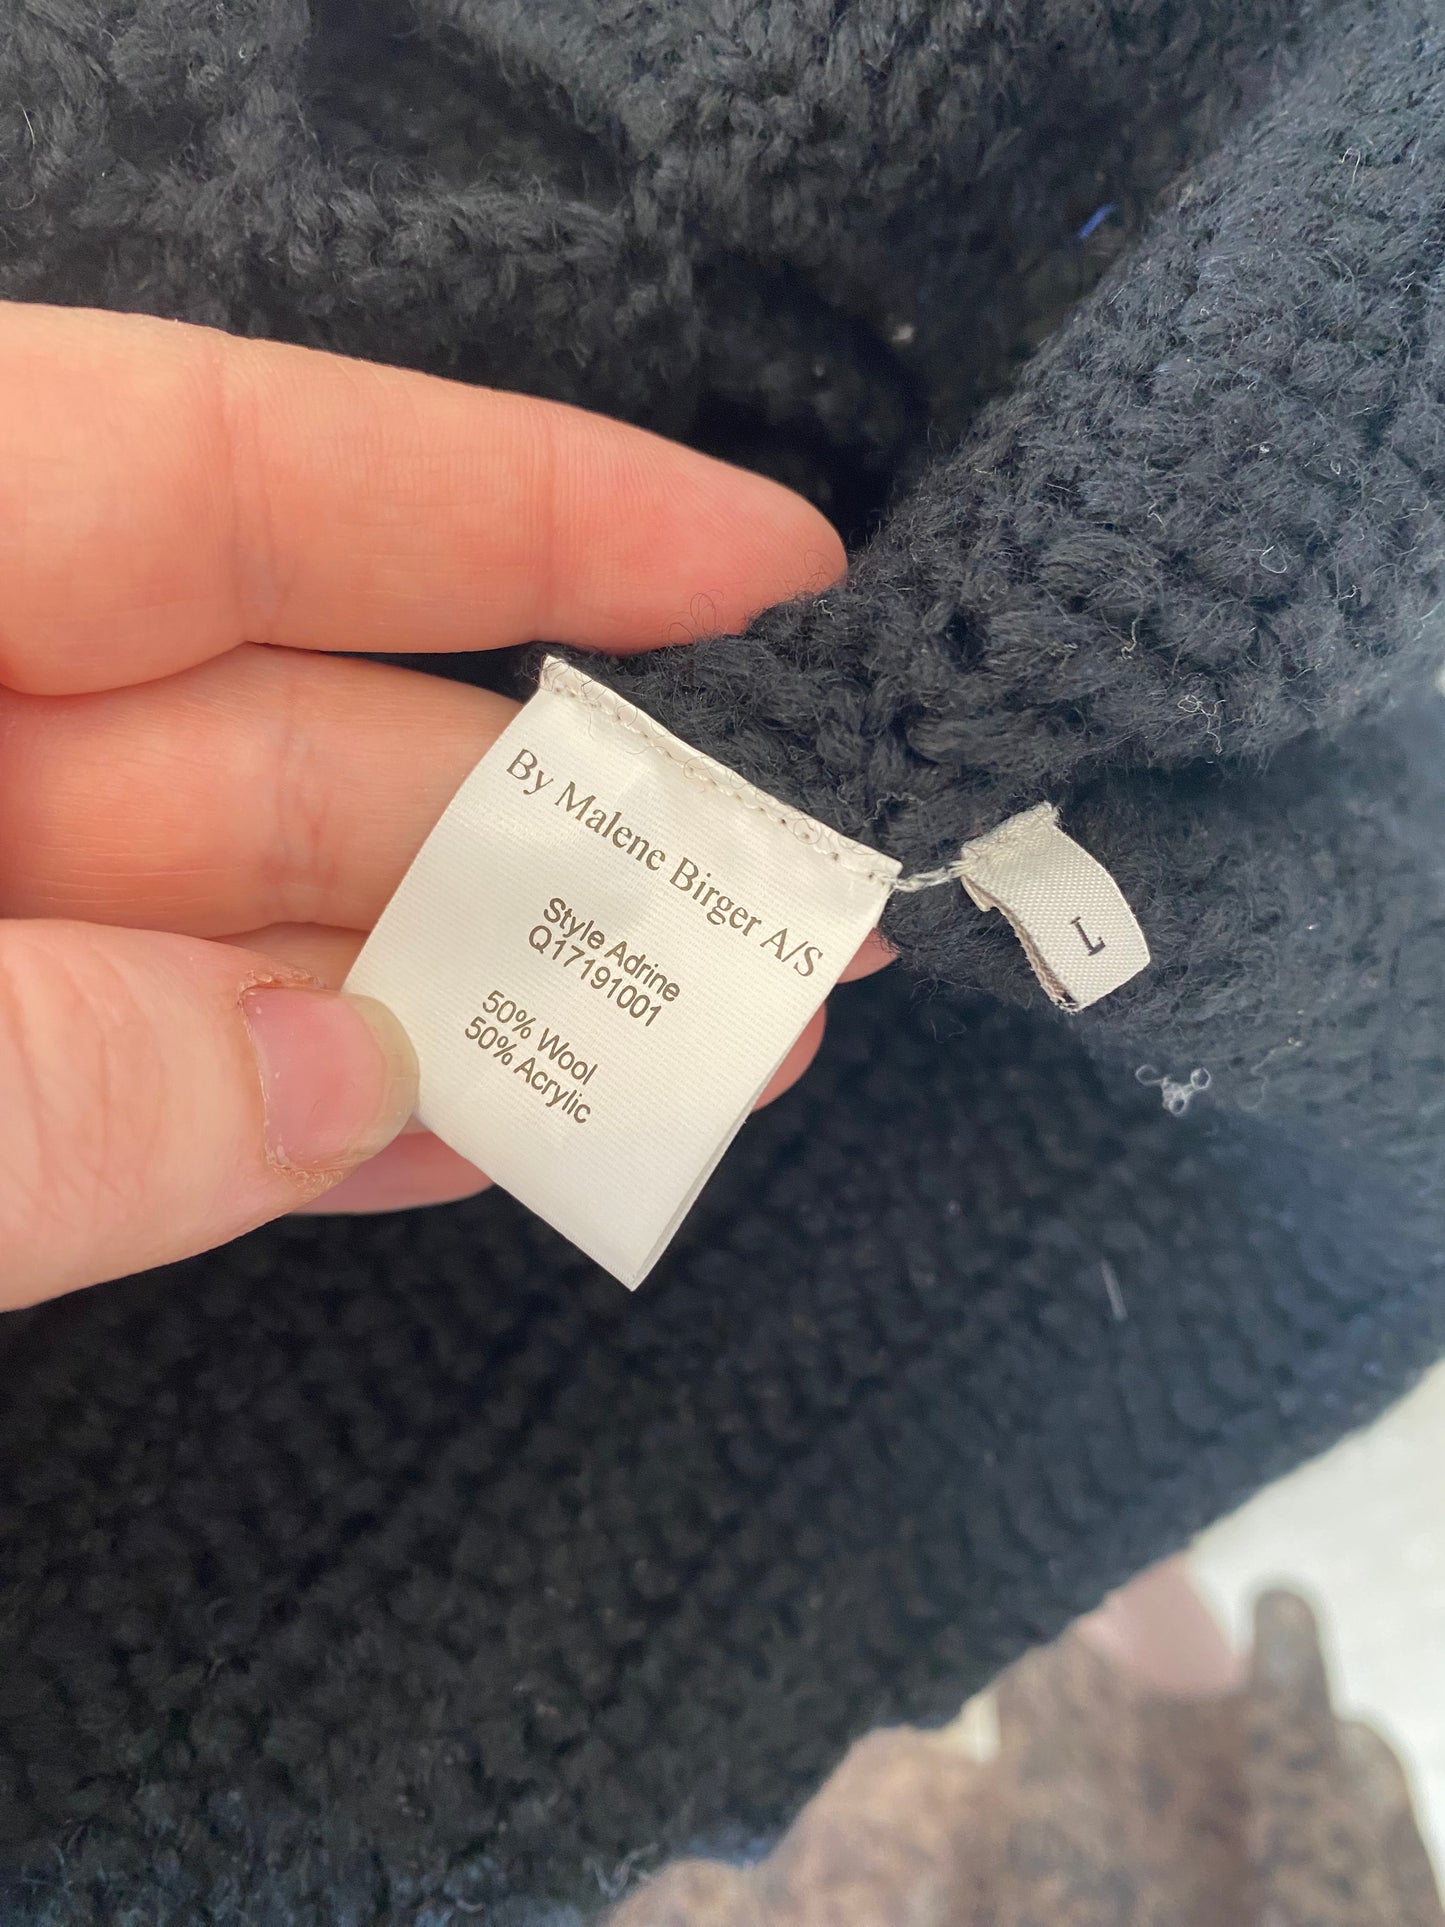 By Malene Birger A/S
Style Adrine
Q17191001
50% Wool
50% Acrylic
L